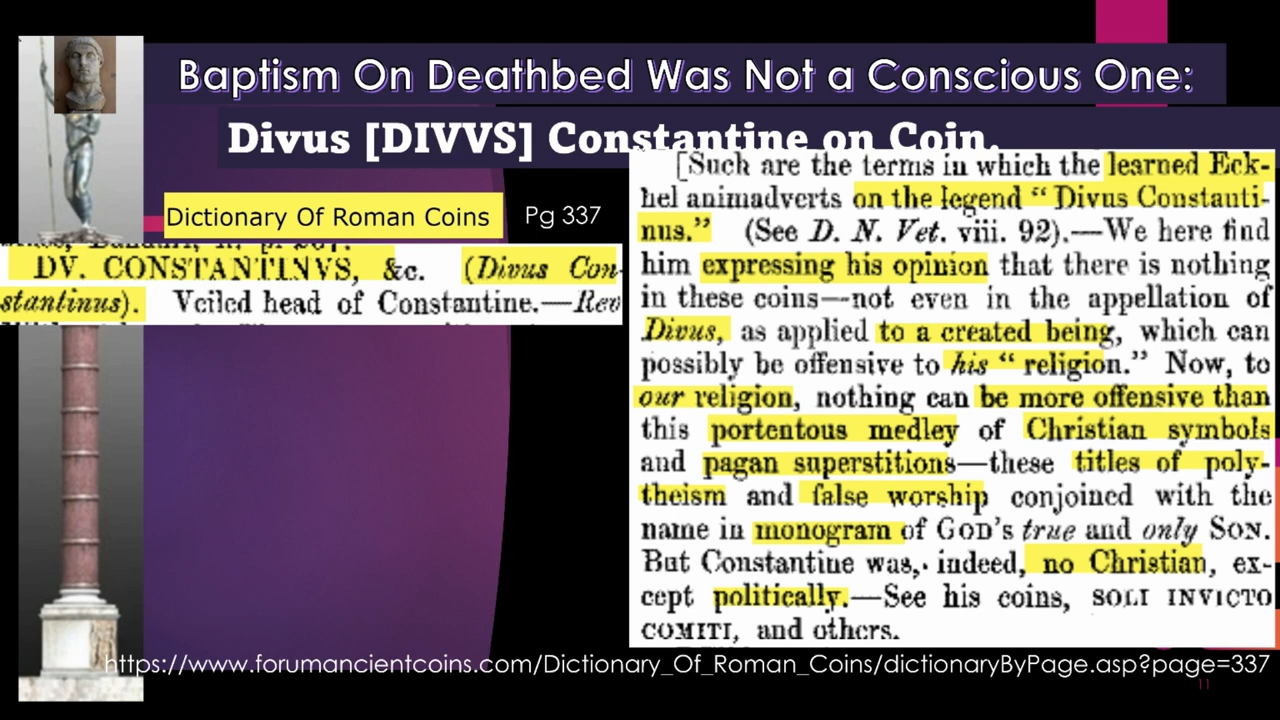 Baptism On Deathbed Was Not a Conscious One:
Divus [DIVVS] Constantine on Coin.
Dictionary Of Roman Coins Pg 337
DV. CONSTANTINVS, &c. (Divus Con-
stantinus). Veiled head of Constantine.—Rev
[Such are the terms in which the learned Eck-
hel animadverts on the legend “Divus Constanti-
nus.” (See D. N. Vet. viii. 92).—We here find
him expressing his opinion that there is nothing
in these coins—not even in the appellation of
Divus, as applied to a created being, which can
possibly be offensive to his “religion.” Now, to
our religion, nothing can be more offensive than
this portentous medley of Christian symbols
and pagan superstitions—these titles of poly-
theism and false worship conjoined with the
name in monogram of GOD’S true and only SON.
But Constantine was, indeed, no Christian, ex-
cept politically.—See his coins, SOLI INVICTO
COMITI, and others.
https://www.forumancientcoins.com/Dictionary_Of_Roman_Coins/dictionaryByPage.asp?page=337
11